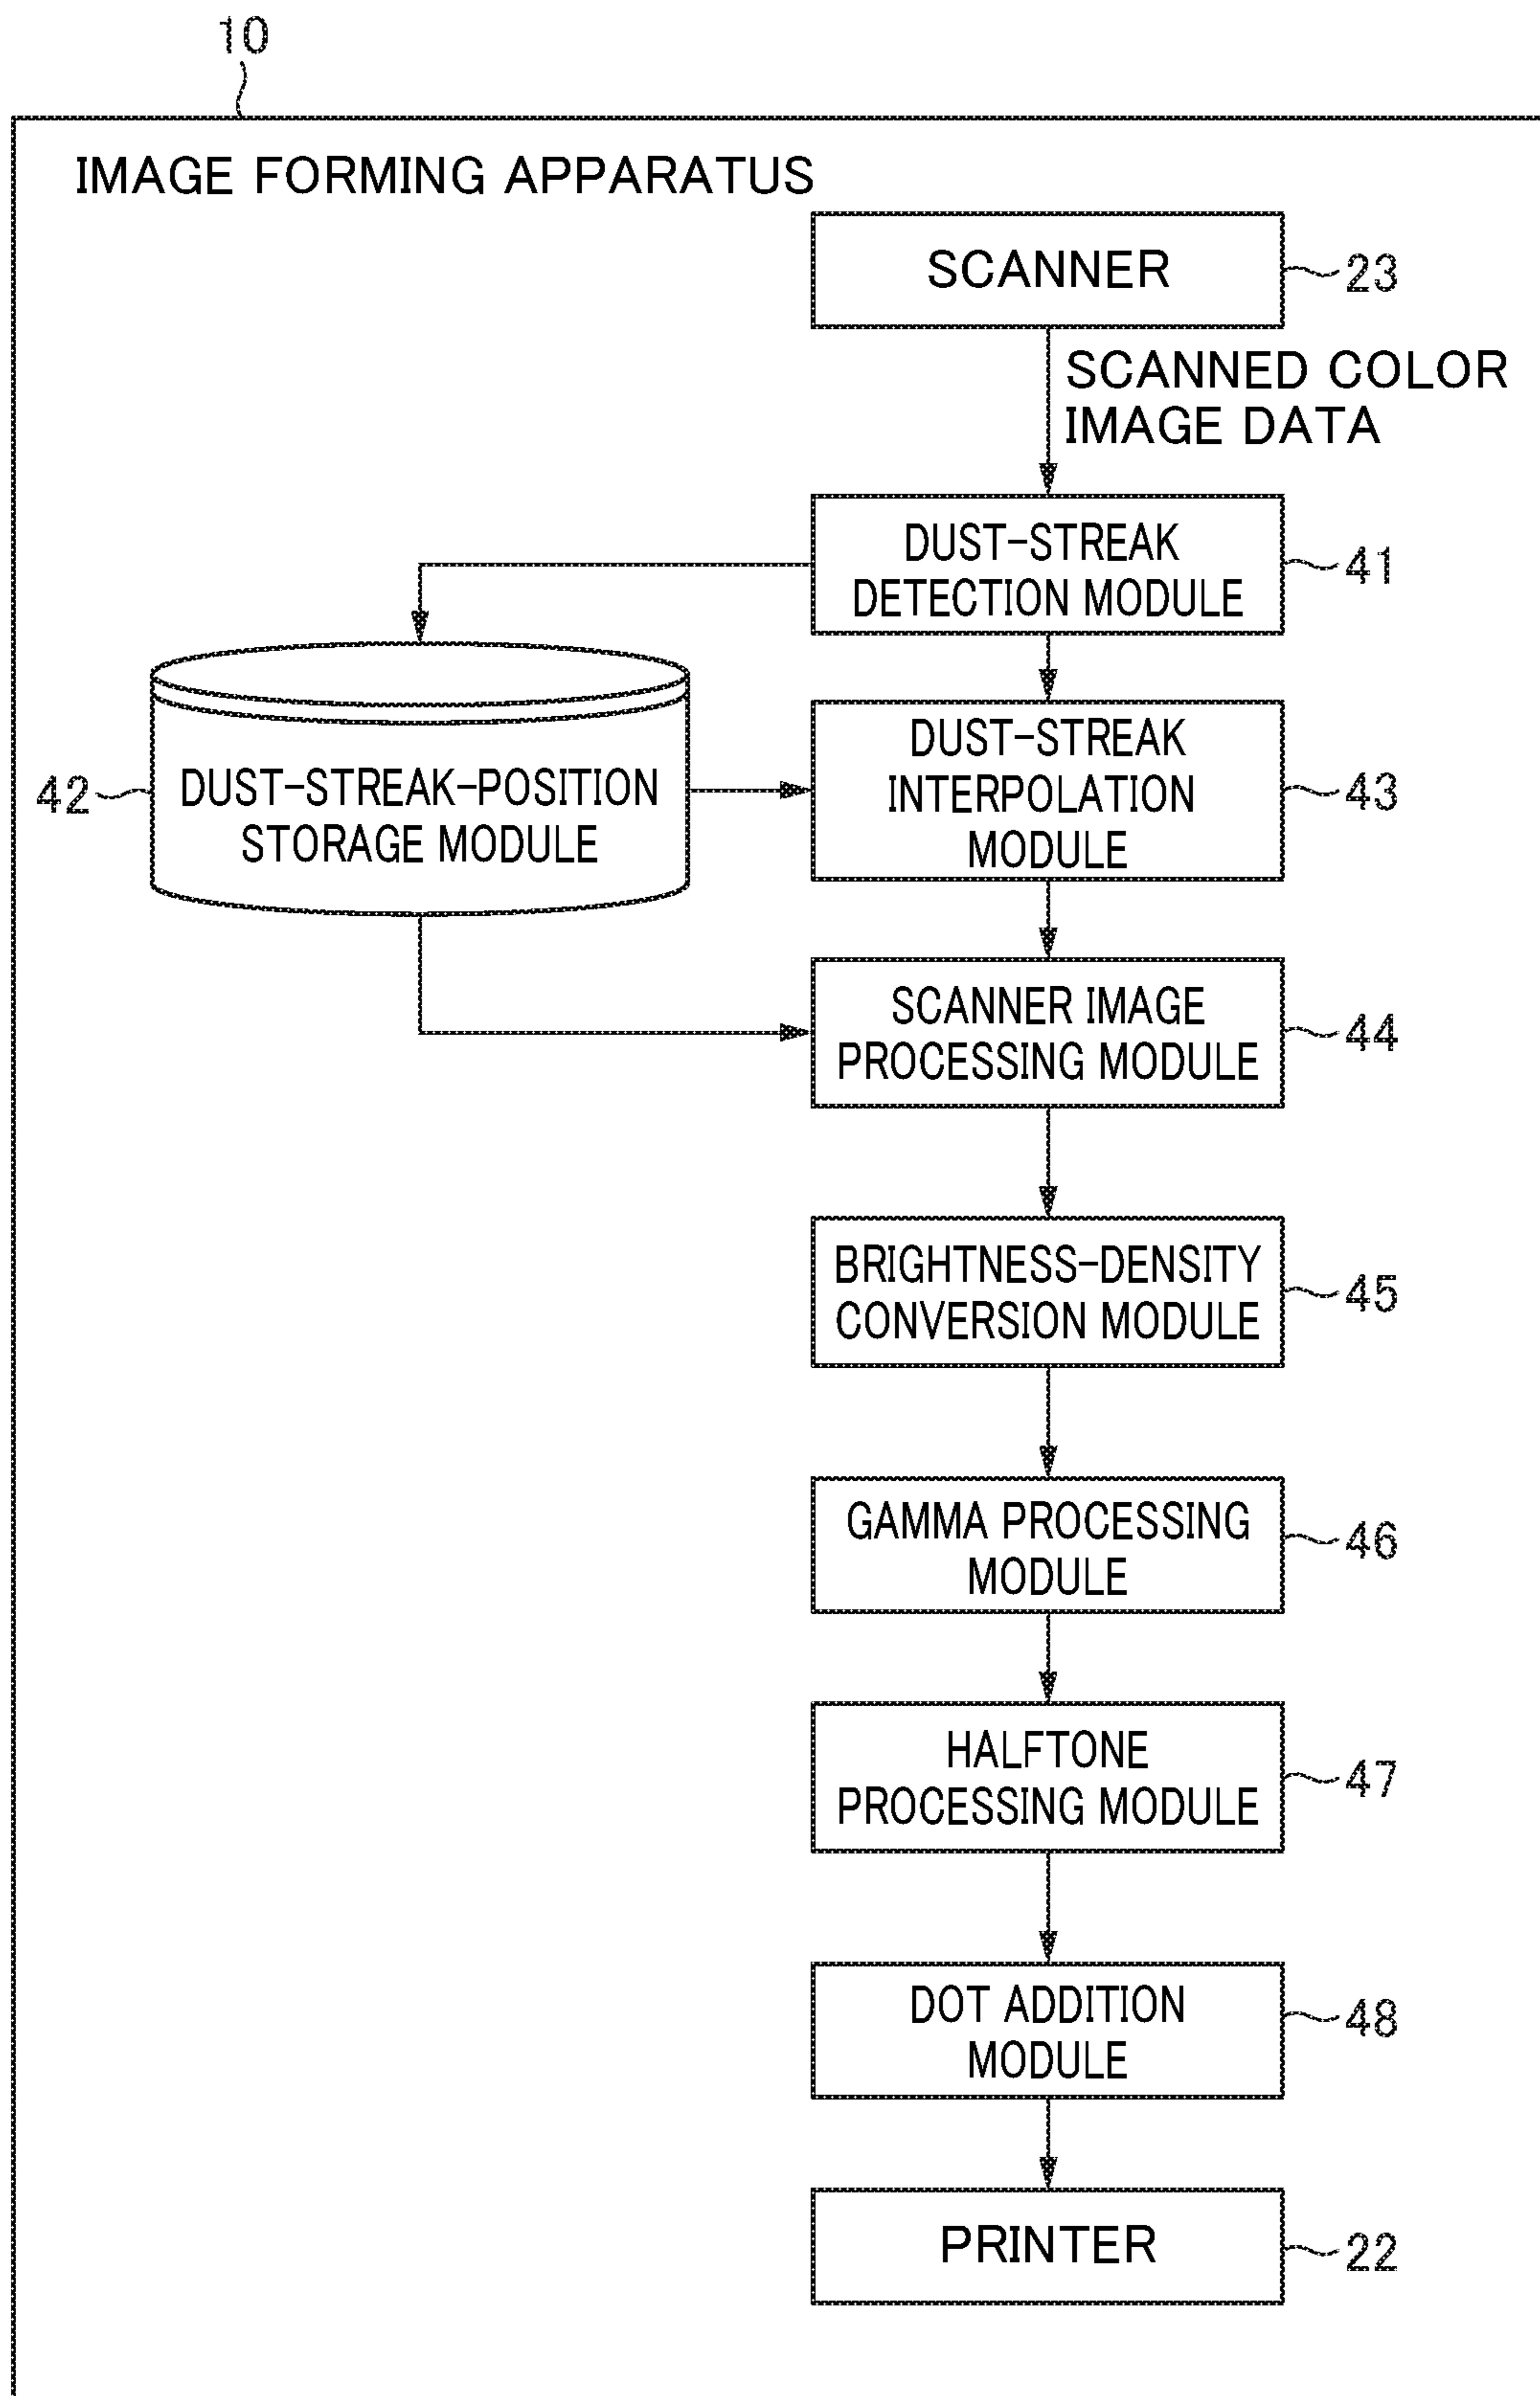 10
IMAGE FORMING APPARATUS
SCANNER
23
SCANNED COLOR
IMAGE DATA
DUST-STREAK
DETECTION MODULE
41
42
DUST-STREAK-POSITION
STORAGE MODULE
DUST-STREAK
INTERPOLATION
MODULE
43
SCANNER IMAGE
PROCESSING MODULE
44
BRIGHTNESS-DENSITY
CONVERSION MODULE
45
GAMMA PROCESSING
MODULE
46
HALFTONE
PROCESSING MODULE
47
DOT ADDITION
MODULE
48
PRINTER
22